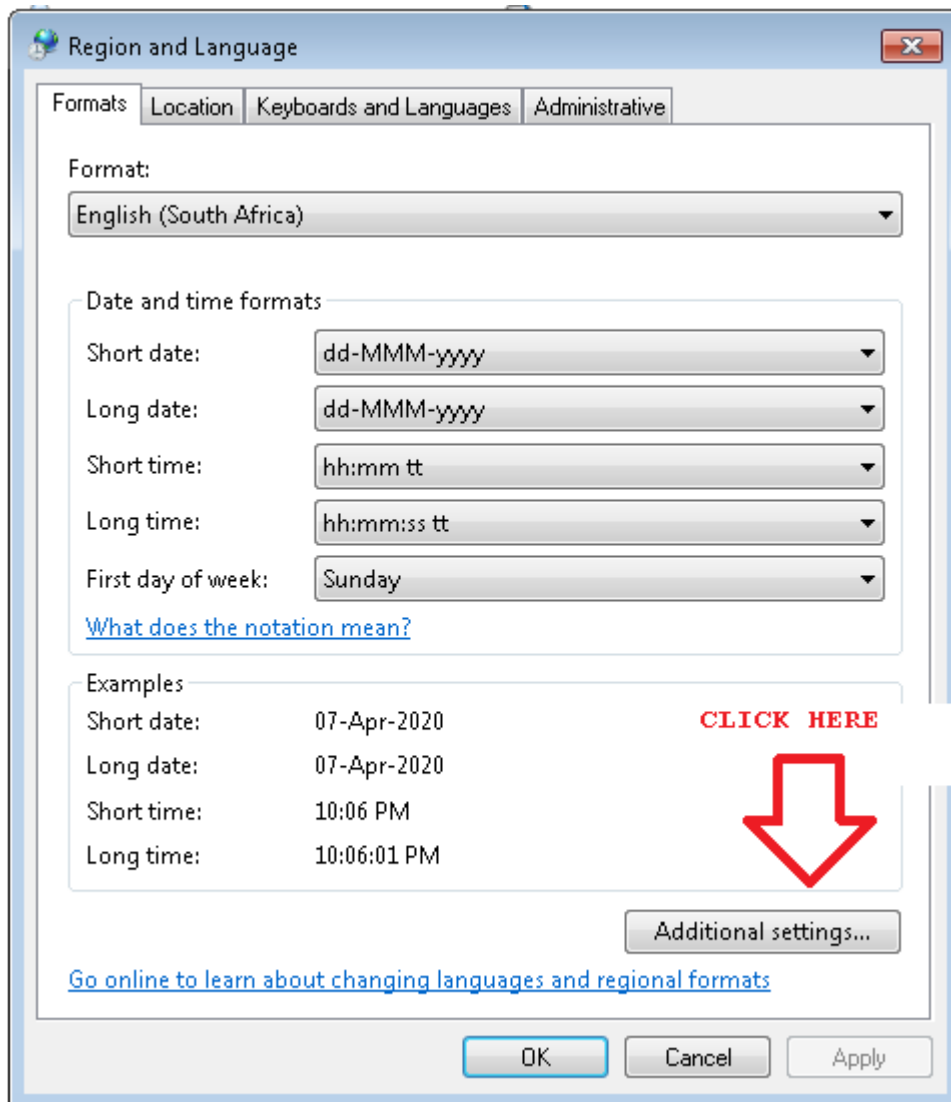 Region and Language
Formats Location Keyboards and Languages Administrative
Format:
English (South Africa)
Date and time formats
Short date: dd-MMM-yyyy
Long date: dd-MMM-yyyy
Short time: hh:mm tt
Long time: hh:mm:ss tt
First day of week: Sunday
What does the notation mean?
Examples
Short date: 07-Apr-2020 CLICK HERE
Long date: 07-Apr-2020
Short time: 10:06 PM
Long time: 10:06:01 PM
Additional settings...
Go online to learn about changing languages and regional formats
OK Cancel Apply